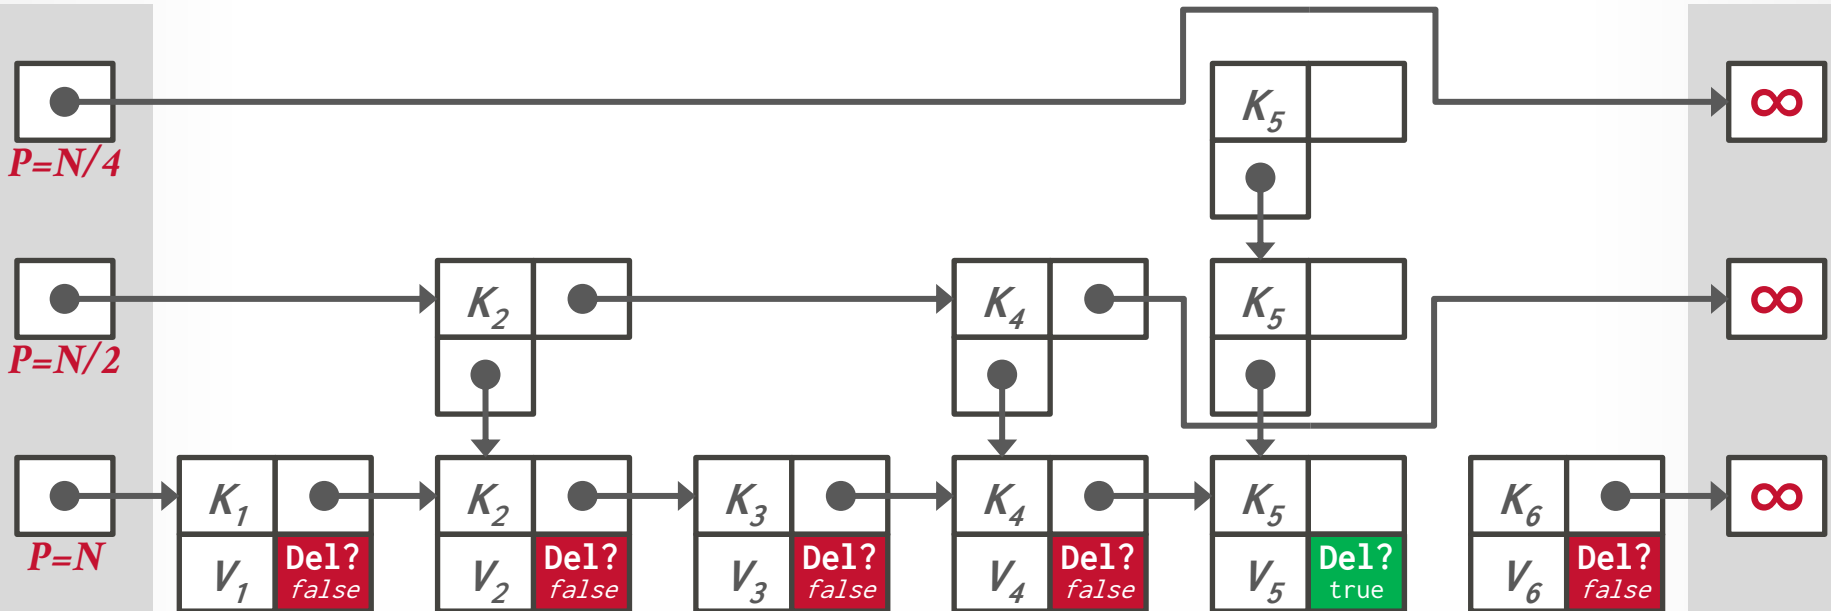 K5 ∞
P=N/4
K2 K4 K5 ∞
P=N/2
K1 K2 K3 K4 K5 K6 ∞
P=N
V1 Del? false V2 Del? false V3 Del? false V4 Del? false V5 Del? true V6 Del? false